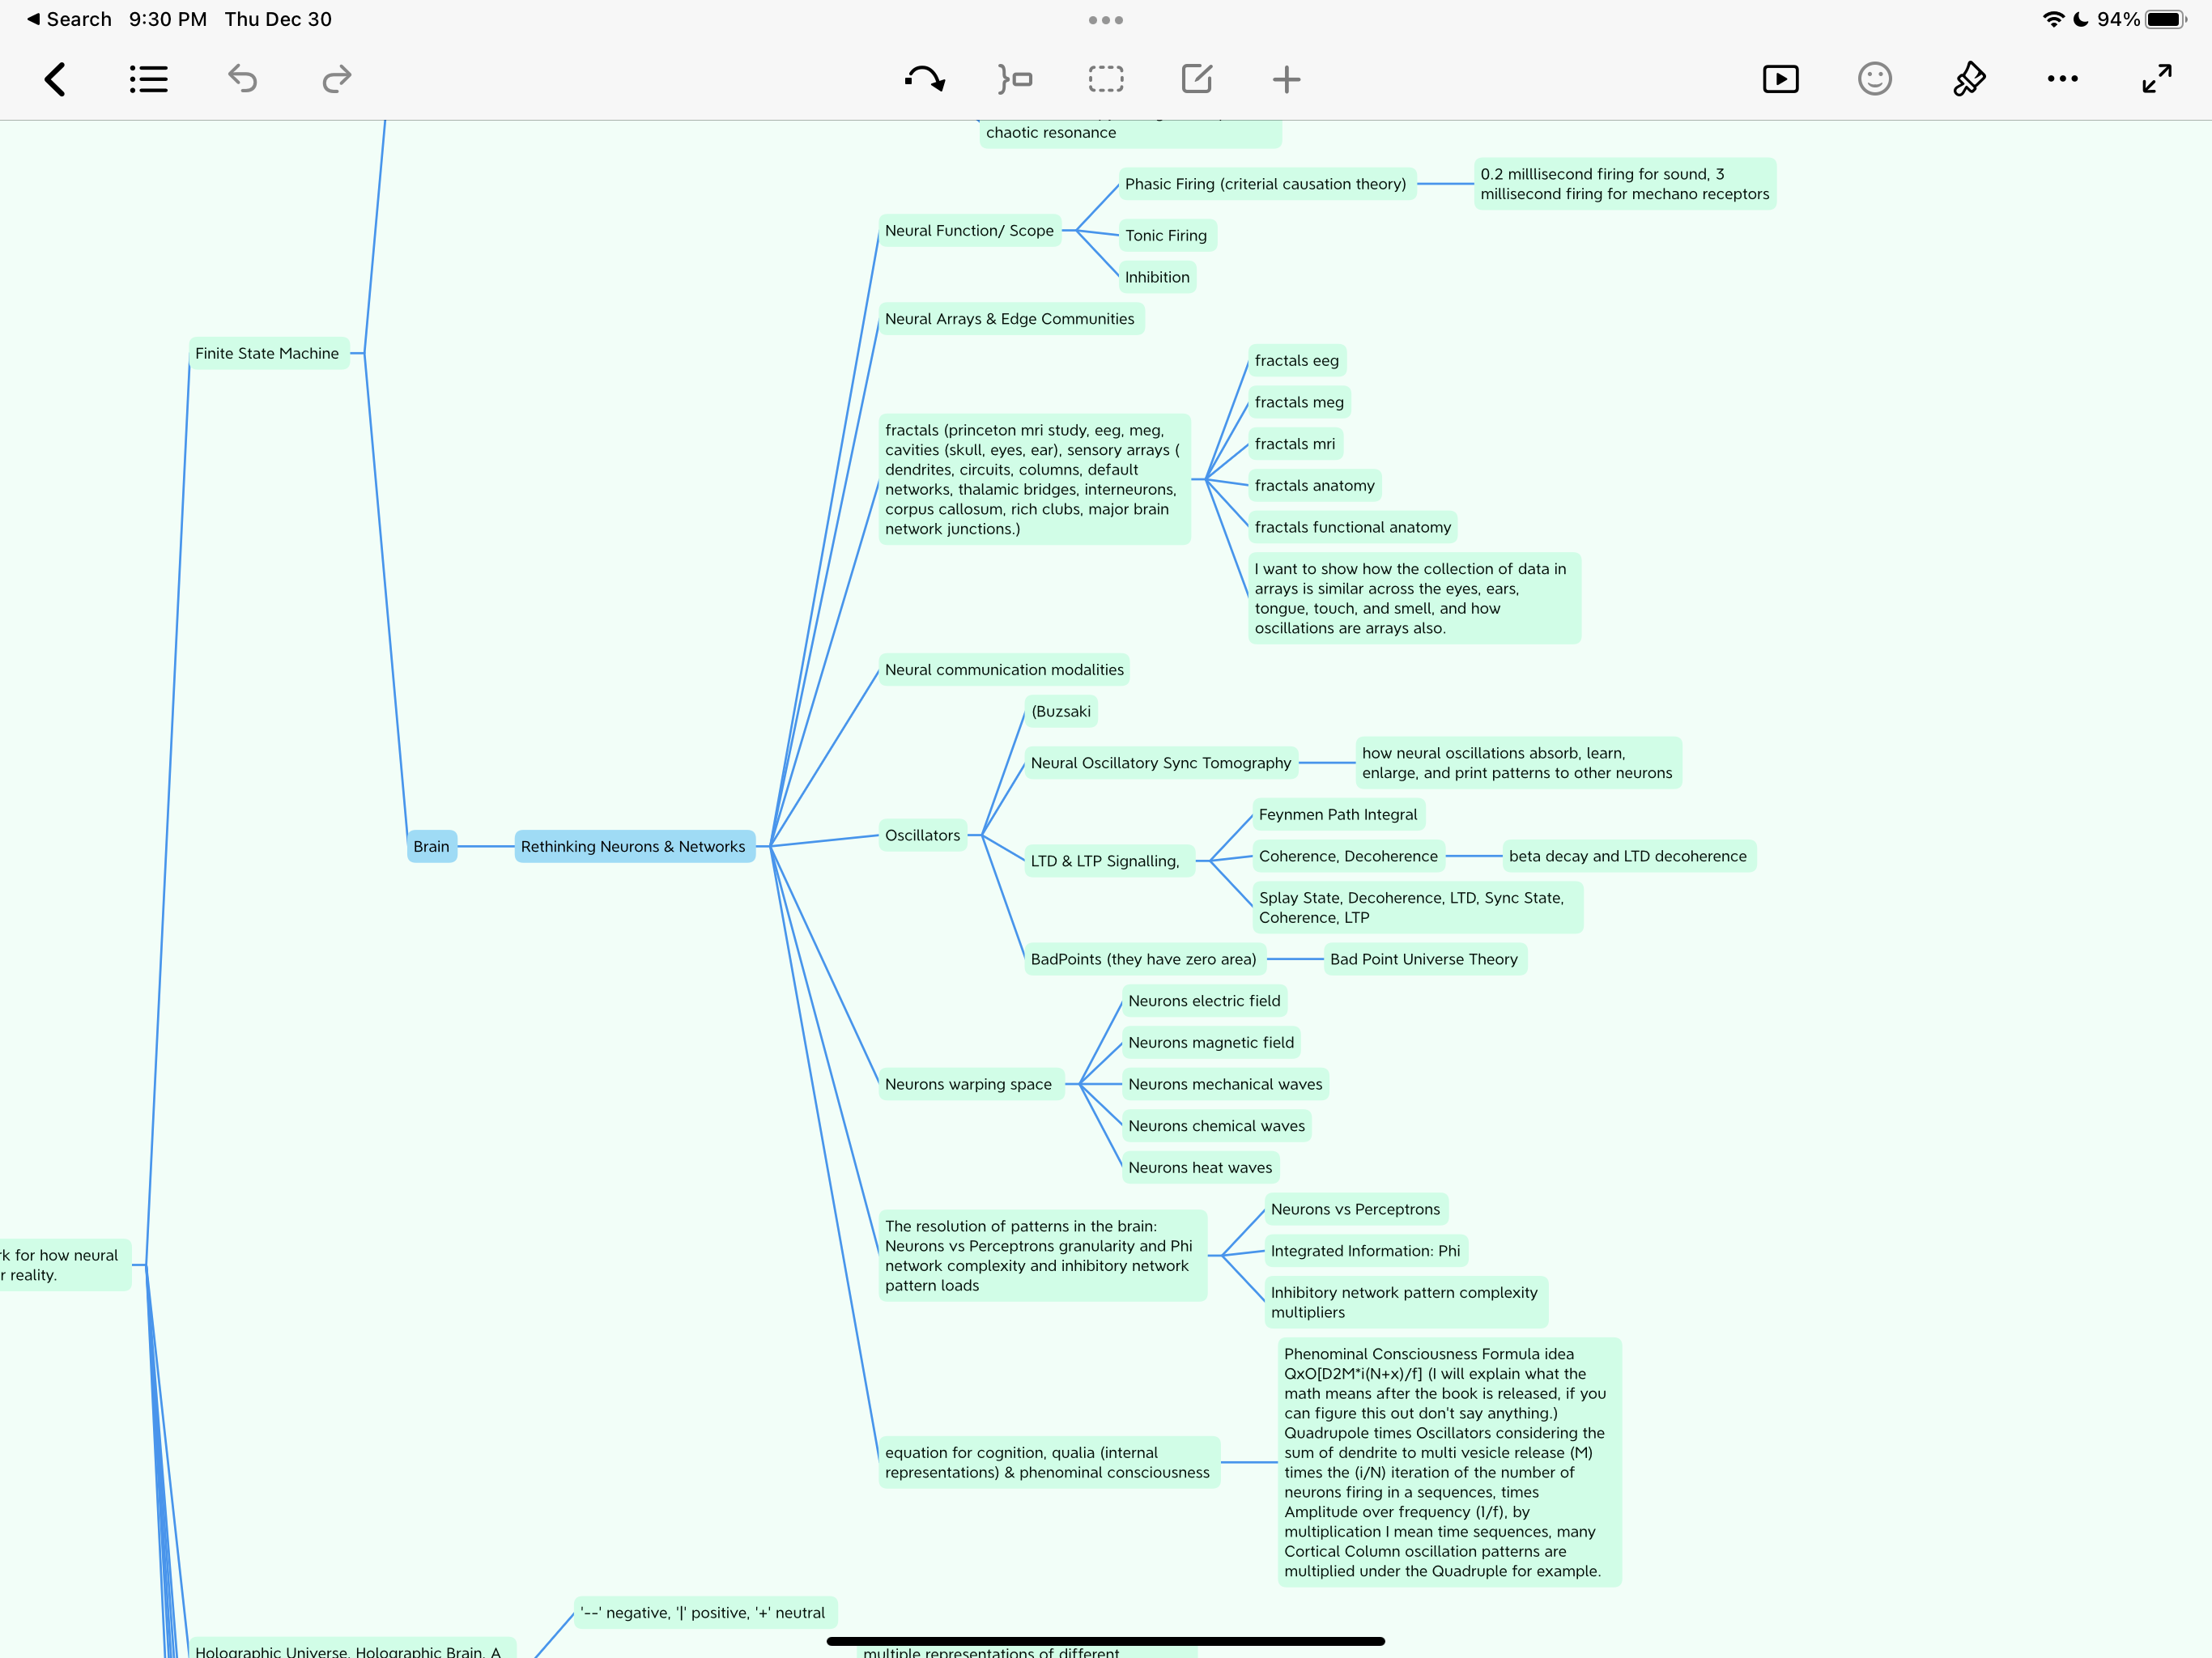 Search 9:30 PM Thu Dec 30
94%
chaotic resonance
Phasic Firing (criterial causation theory)
0.2 milllisecond firing for sound, 3
millisecond firing for mechano receptors
Neural Function/ Scope
Tonic Firing
Inhibition
Neural Arrays & Edge Communities
Finite State Machine
fractals eeg
fractals meg
fractals mri
fractals anatomy
fractals functional anatomy
fractals (princeton mri study, eeg, meg,
cavities (skull, eyes, ear), sensory arrays (
dendrites, circuits, columns, default
networks, thalamic bridges, interneurons,
corpus callosum, rich clubs, major brain
network junctions.)
I want to show how the collection of data in
arrays is similar across the eyes, ears,
tongue, touch, and smell, and how
oscillations are arrays also.
Neural communication modalities
(Buzsaki
Neural Oscillatory Sync Tomography
how neural oscillations absorb, learn,
enlarge, and print patterns to other neurons
Oscillators
Feynmen Path Integral
LTD & LTP Signalling,
Coherence, Decoherence
beta decay and LTD decoherence
Splay State, Decoherence, LTD, Sync State,
Coherence, LTP
Brain
Rethinking Neurons & Networks
BadPoints (they have zero area)
Bad Point Universe Theory
Neurons electric field
Neurons magnetic field
Neurons warping space
Neurons mechanical waves
Neurons chemical waves
Neurons heat waves
The resolution of patterns in the brain:
Neurons vs Perceptrons granularity and Phi
network complexity and inhibitory network
pattern loads
Neurons vs Perceptrons
Integrated Information: Phi
Inhibitory network pattern complexity
multipliers
k for how neural
r reality.
equation for cognition, qualia (internal
representations) & phenominal consciousness
Phenominal Consciousness Formula idea
QxO[D2M*i(N+x)/f] (I will explain what the
math means after the book is released, if you
can figure this out don't say anything.)
Quadrupole times Oscillators considering the
sum of dendrite to multi vesicle release (M)
times the (i/N) iteration of the number of
neurons firing in a sequences, times
Amplitude over frequency (1/f), by
multiplication I mean time sequences, many
Cortical Column oscillation patterns are
multiplied under the Quadruple for example.
'--' negative, '|' positive, '+' neutral
Holographic Universe, Holographic Brain, A
multiple representations of different